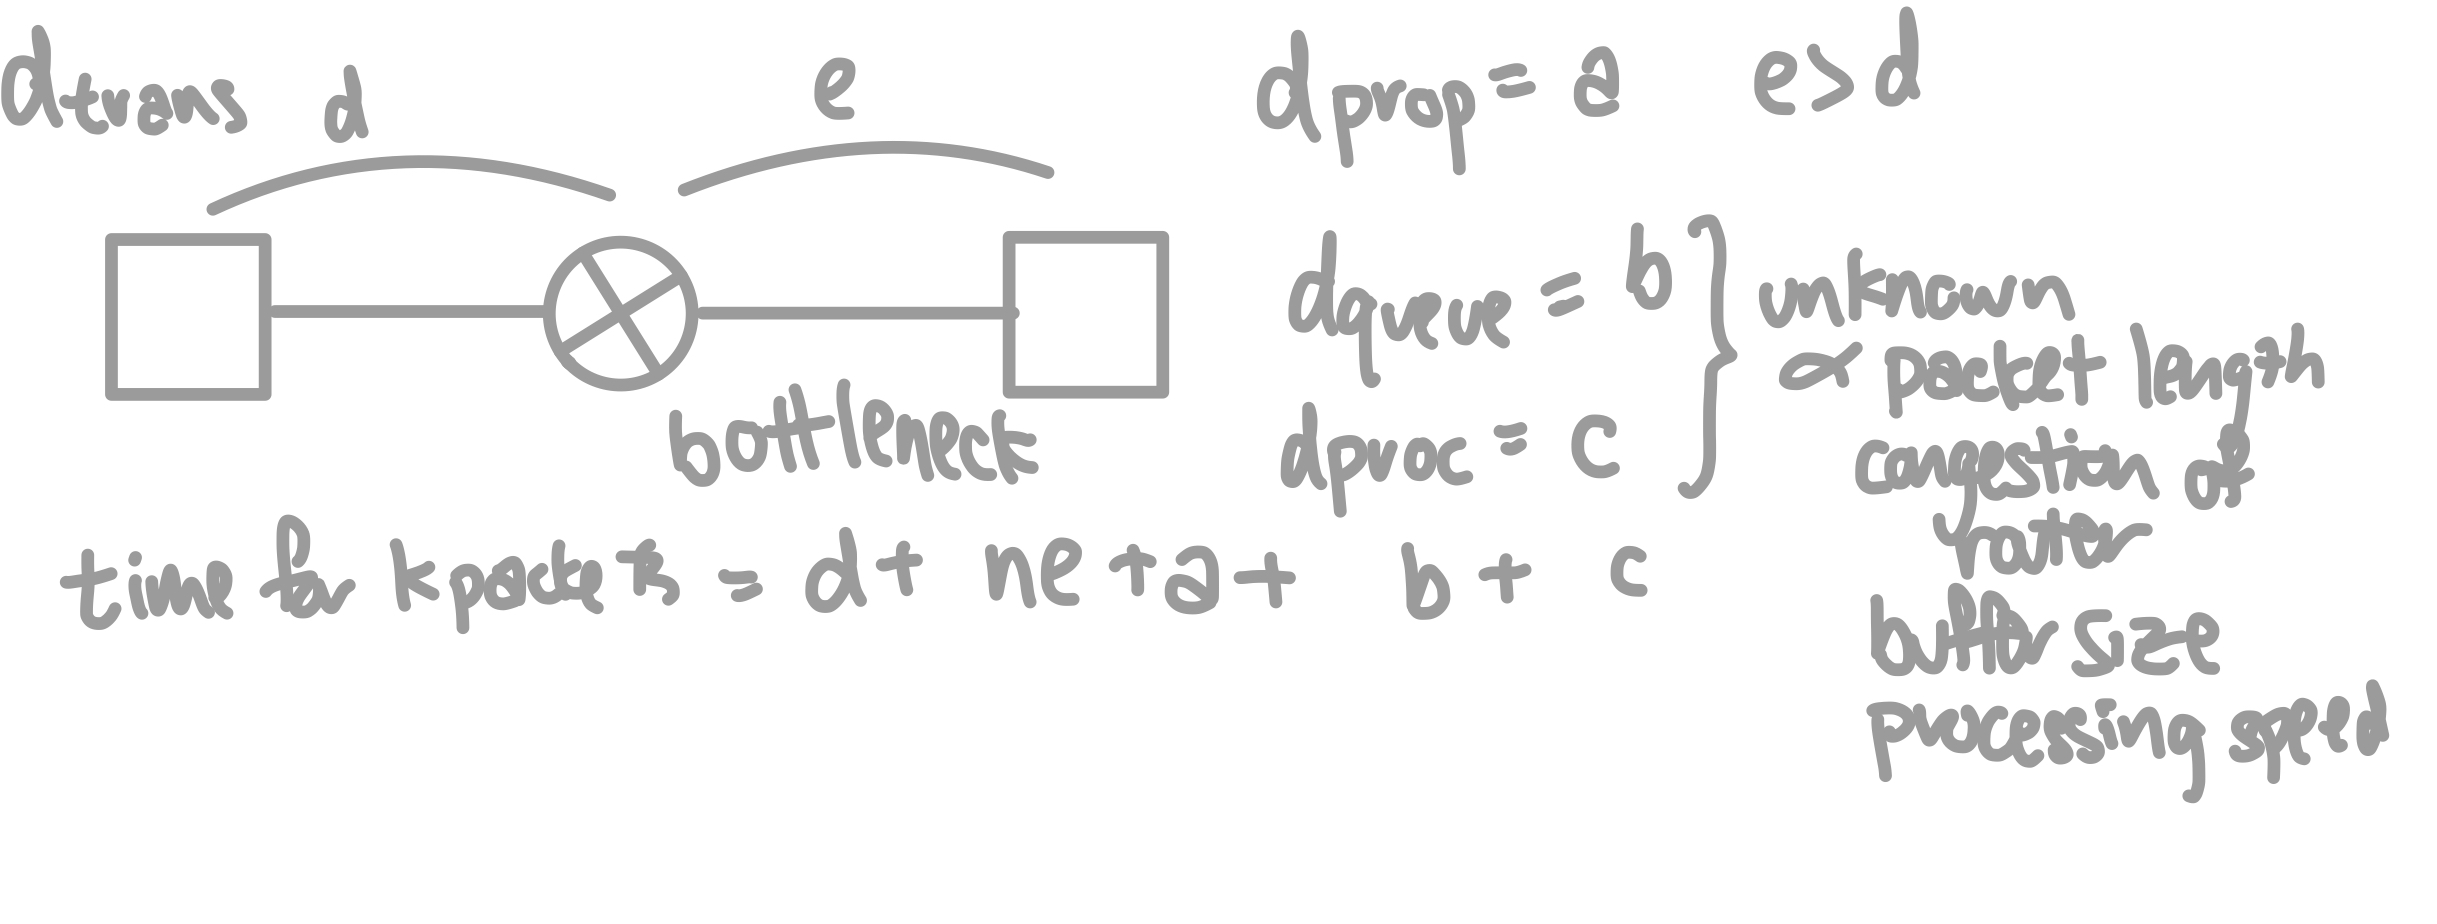 dtrans d e dprop = a e > d
dqueue = b } unknown
∝ packet length
bottleneck dproc = c congestion of
router
time for k packets = d + ne + a + b + c
buffer size
processing speed